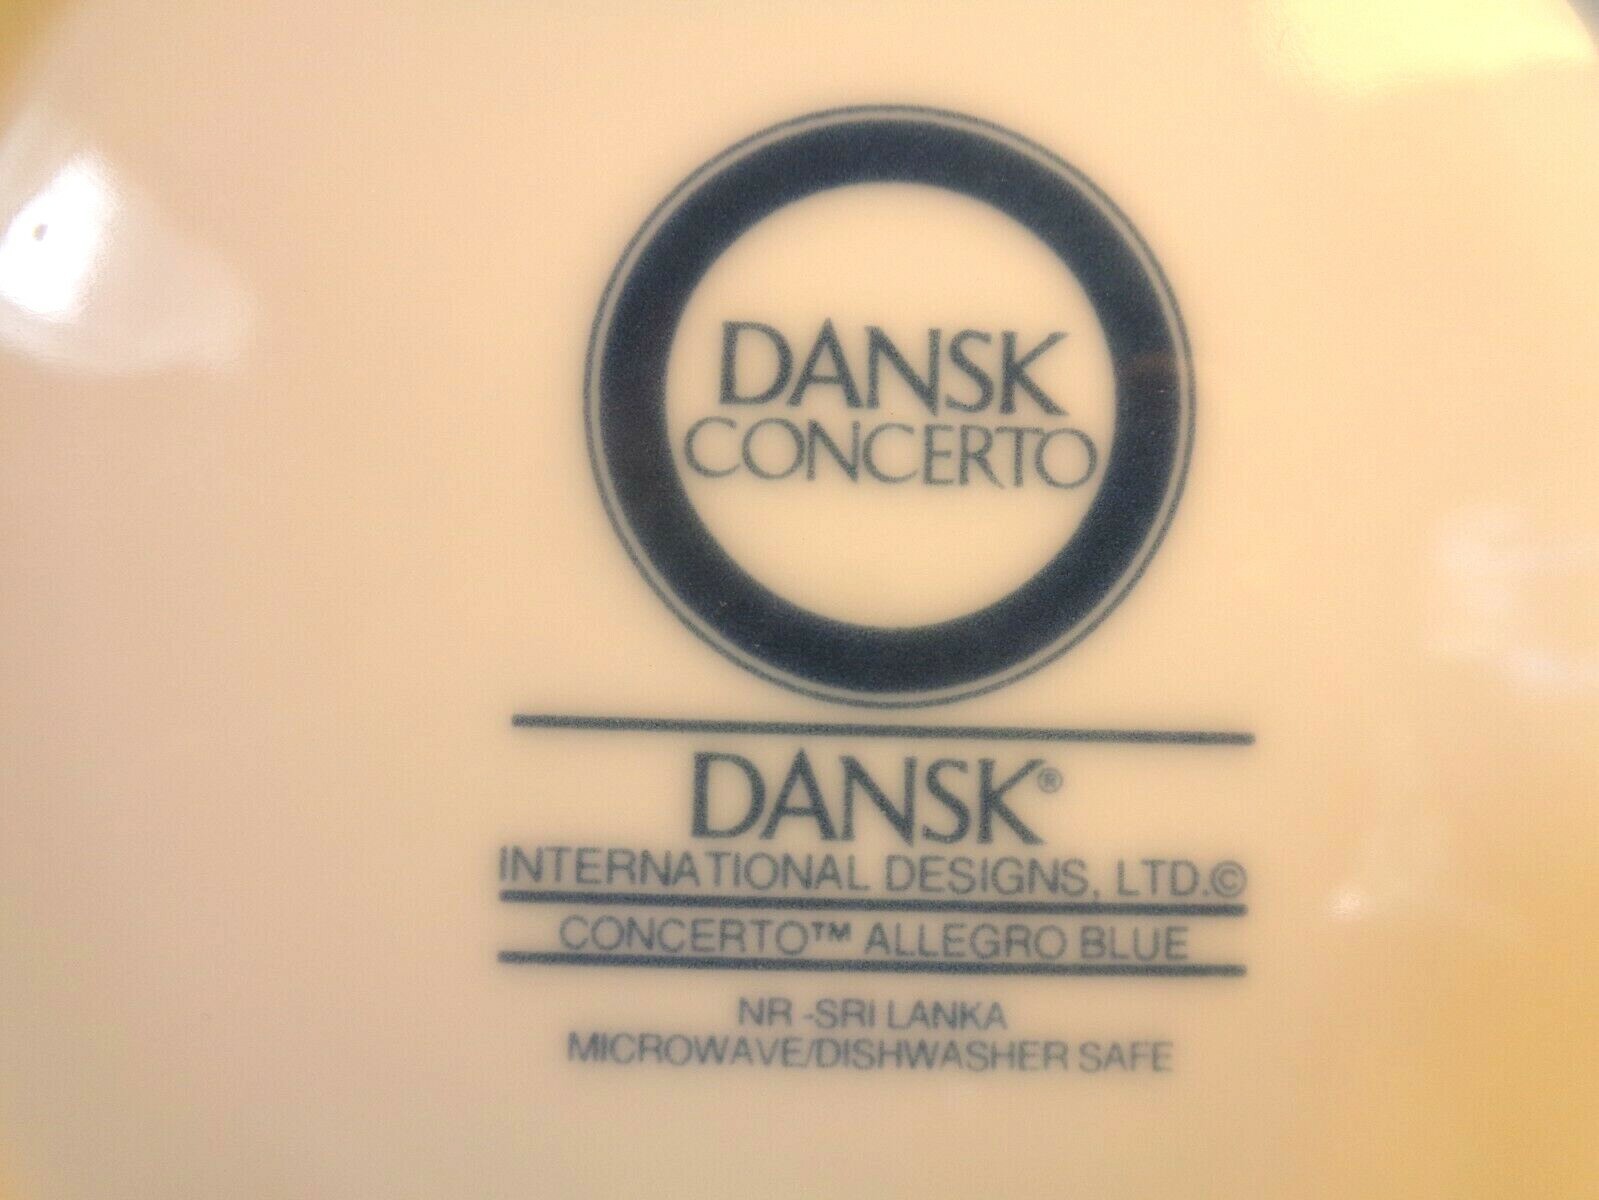 DANSK
CONCERTO
DANSK®
INTERNATIONAL DESIGNS, LTD.©
CONCERTO™ ALLEGRO BLUE
NR -SRI LANKA
MICROWAVE/DISHWASHER SAFE